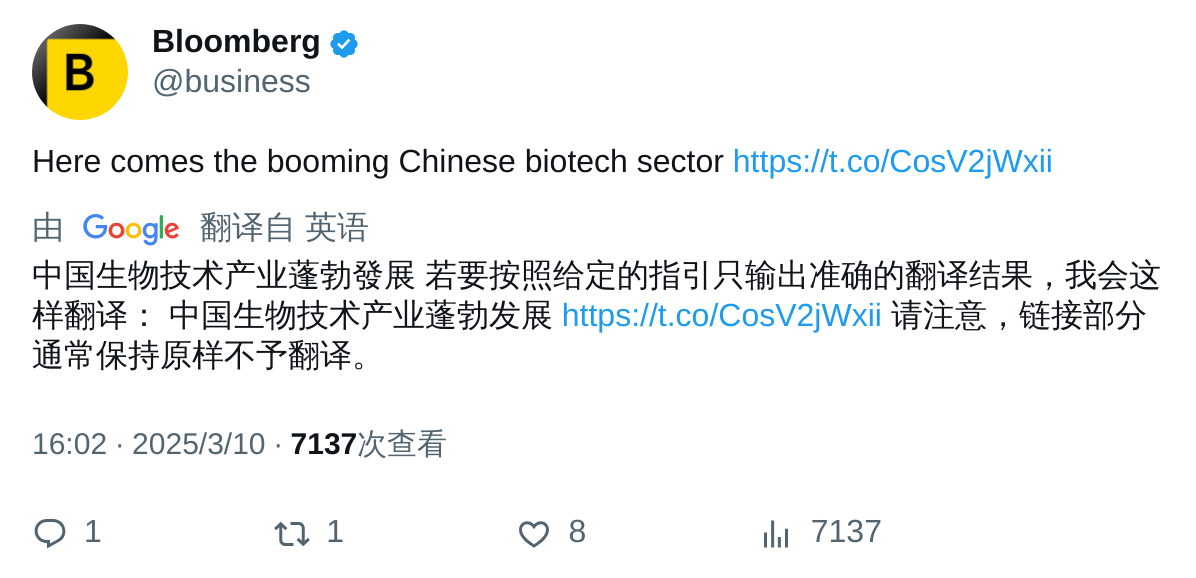 B
Bloomberg
@business
Here comes the booming Chinese biotech sector https://t.co/CosV2jWxii
由 Google 翻译自 英语
中国生物技术产业蓬勃發展 若要按照给定的指引只输出准确的翻译结果，我会这
样翻译： 中国生物技术产业蓬勃发展 https://t.co/CosV2jWxii 请注意，链接部分
通常保持原样不予翻译。
16:02 · 2025/3/10 · 7137次查看
1 1 8 7137